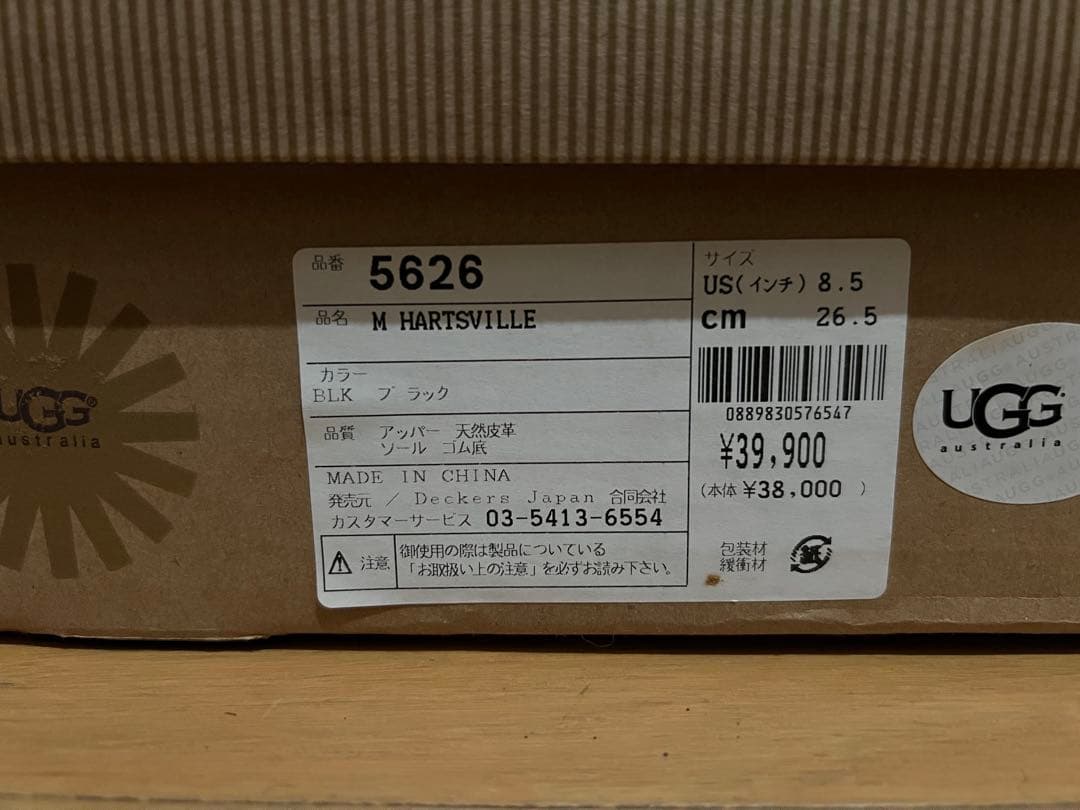 UGG®
australia
品番 5626
品名 M HARTSVILLE
カラー
BLK ブラック
品質 アッパー 天然皮革
ソール ゴム底
MADE IN CHINA
発売元 / Deckers Japan 合同会社
カスタマーサービス 03-5413-6554
注意 御使用の際は製品についている
「お取扱い上の注意」を必ずお読み下さい。
サイズ
US(インチ) 8.5
cm 26.5
0889830576547
¥39,900
(本体 ¥38,000 )
包装材
緩衝材
紙
UGG
australia